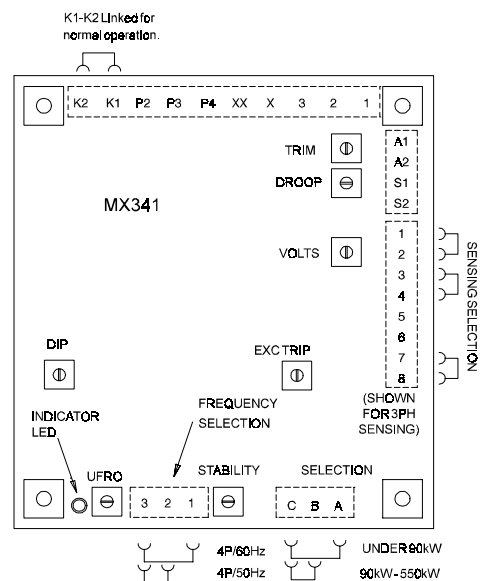 K1-K2 Linked for
normal operation.
K2 K1 P2 P3 P4 XX X 3 2 1
TRIM
DROOP
A1
A2
S1
S2
MX341
VOLTS
1
2
3
4
5
6
7
8
SENSING SELECTION
DIP
EXC TRIP
(SHOWN
FOR 3PH
SENSING)
FREQUENCY
SELECTION
INDICATOR
LED
UFRO
STABILITY
SELECTION
3 2 1
C B A
4P/60Hz
UNDER 90kW
4P/50Hz
90kW-550kW